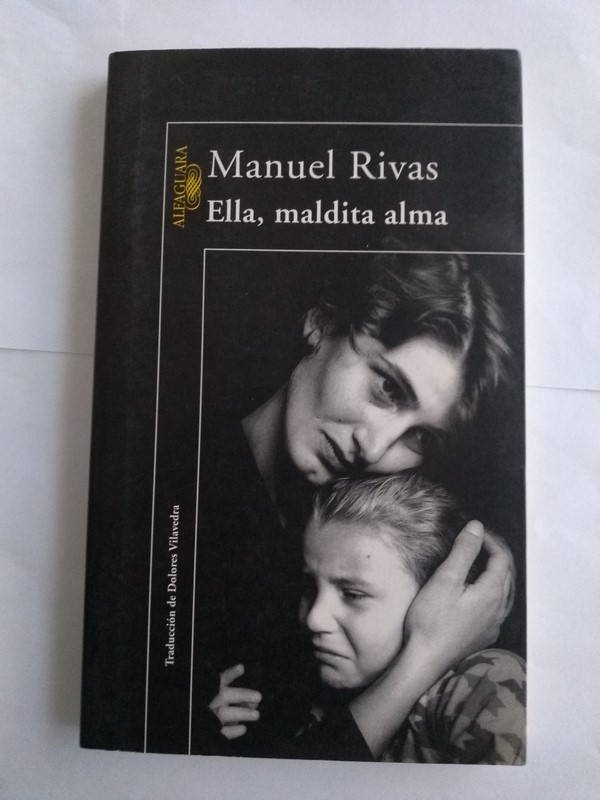 ALFAGUARA
Manuel Rivas
Ella, maldita alma
Traducción de Dolores Vilavedra